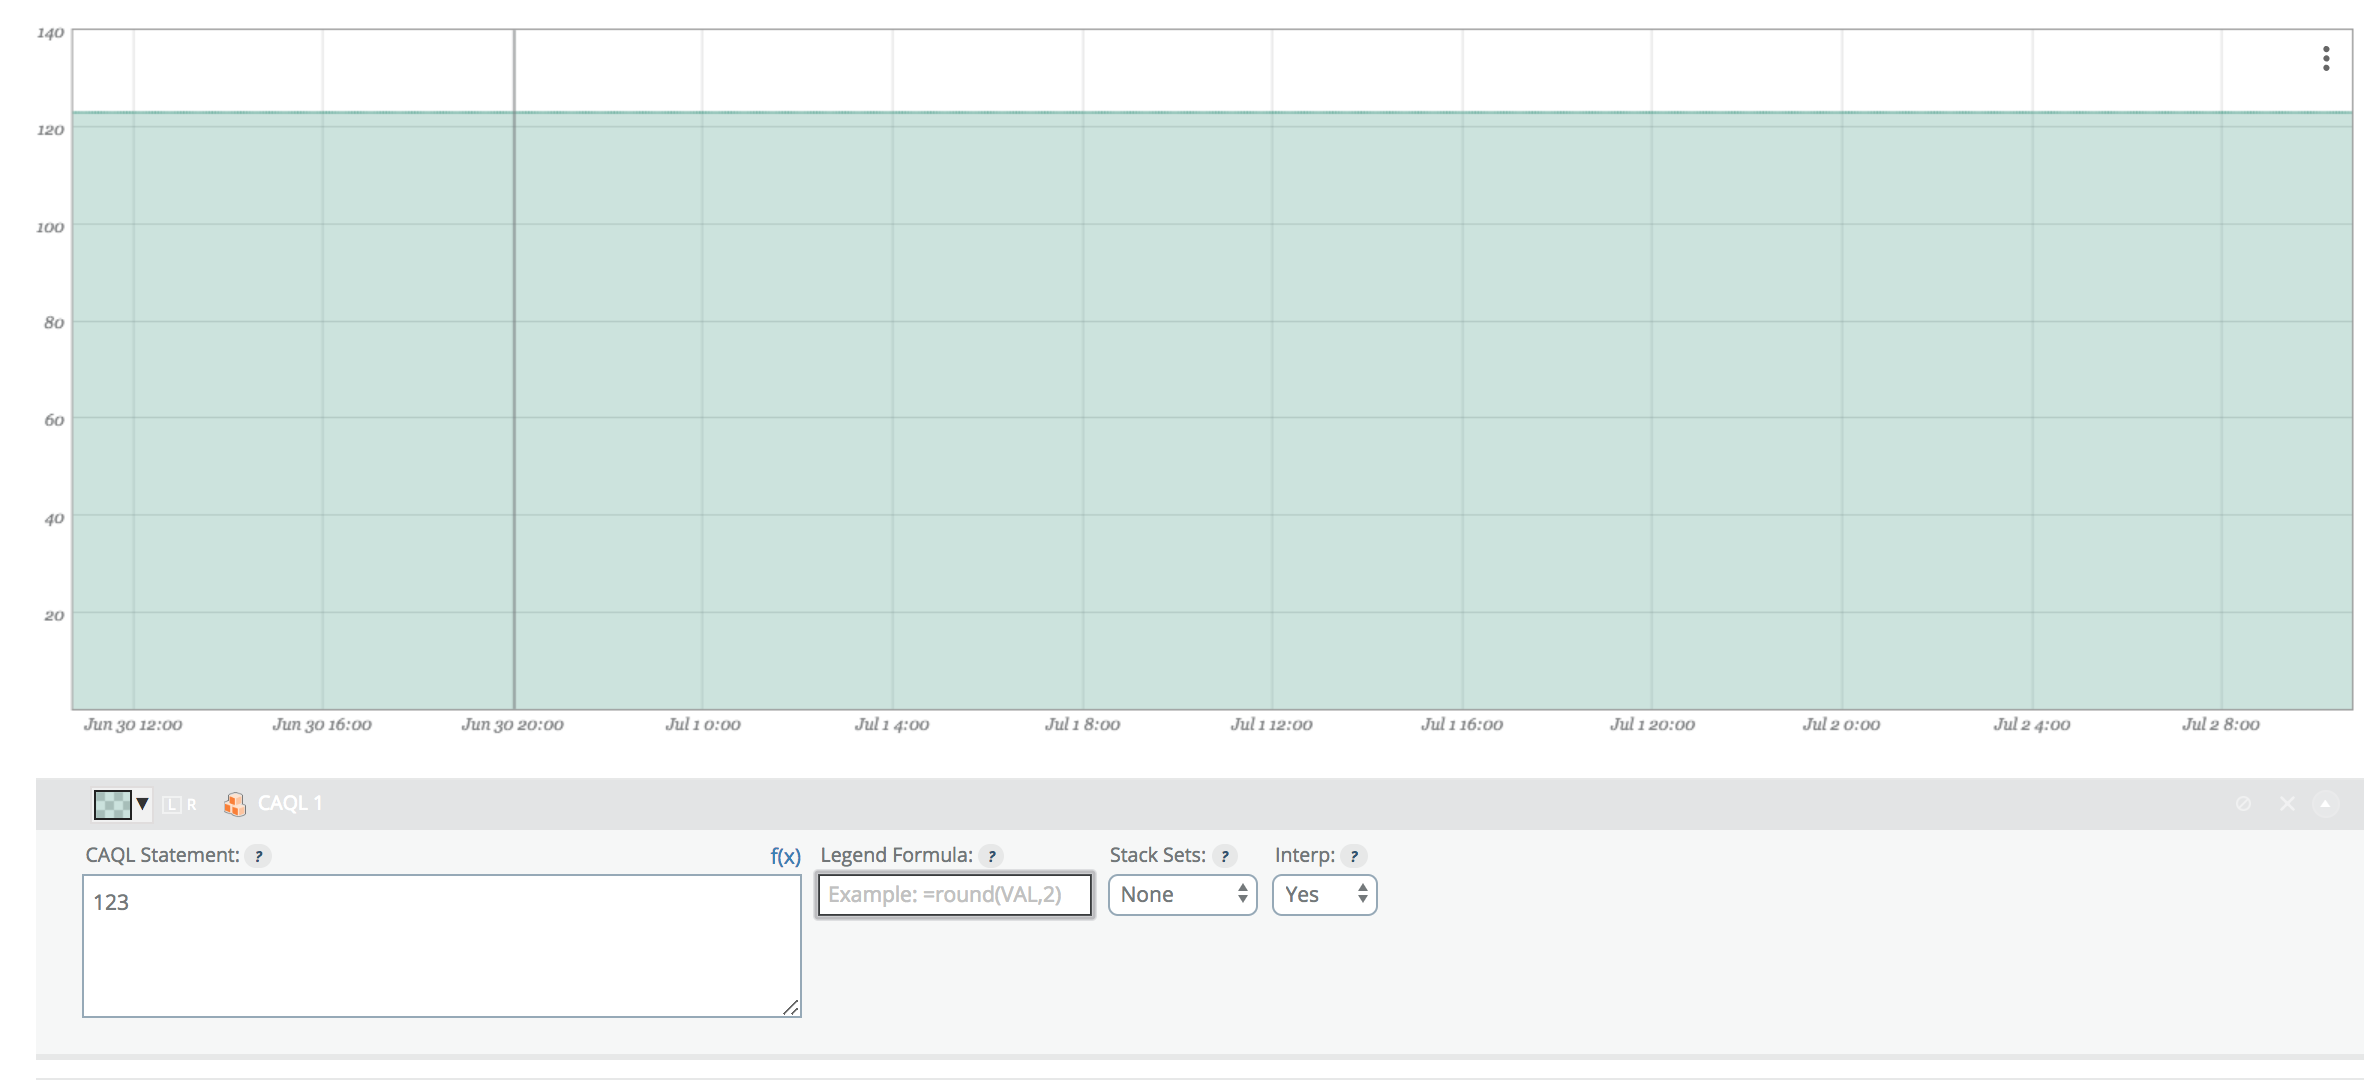 140
120
100
80
60
40
20
Jun 30 12:00 Jun 30 16:00 Jun 30 20:00 Jul 1 0:00 Jul 1 4:00 Jul 1 8:00 Jul 1 12:00 Jul 1 16:00 Jul 1 20:00 Jul 2 0:00 Jul 2 4:00 Jul 2 8:00
L R CAQL 1
CAQL Statement: ? f(x) Legend Formula: ? Stack Sets: ? Interp: ?
123 Example: =round(VAL,2) None Yes